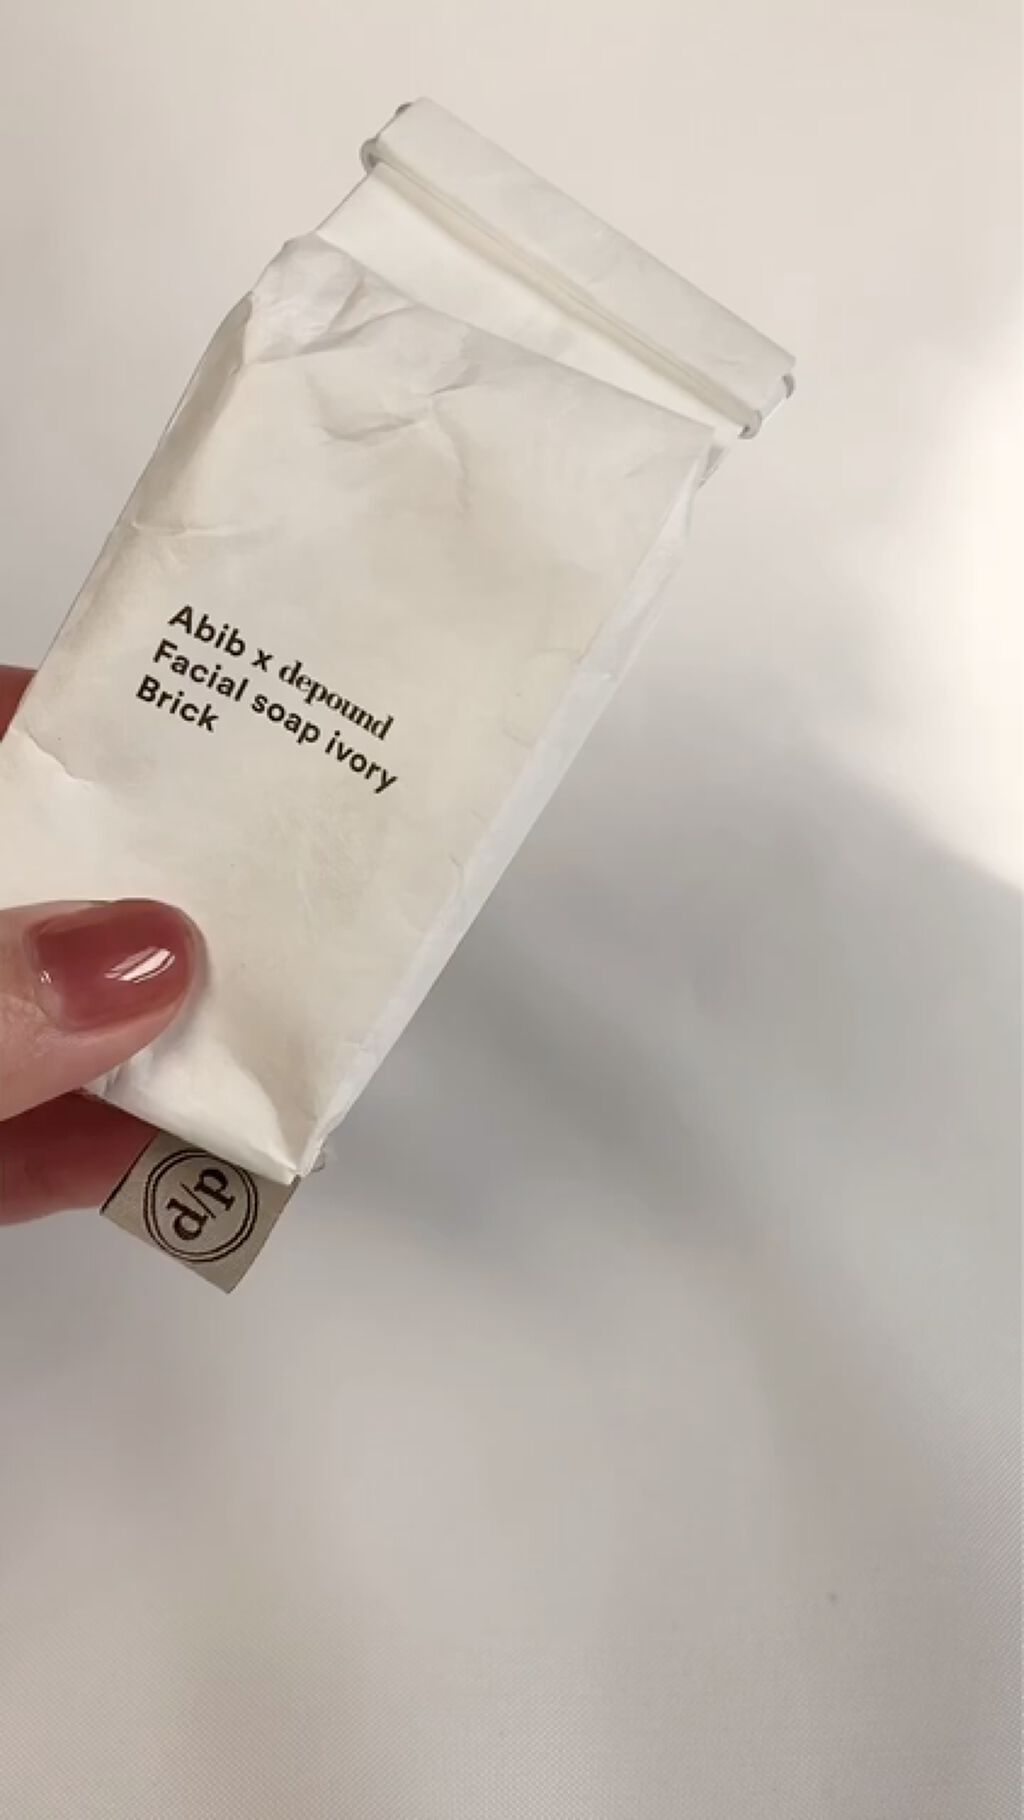 Abib x depound
Facial soap ivory
Brick
d/p